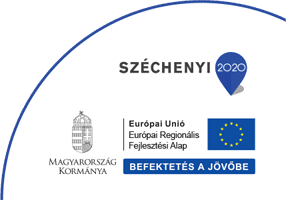 SZÉCHENYI 2020
Európai Unió
Európai Regionális
Fejlesztési Alap
MAGYARORSZÁG
KORMÁNYA
BEFEKTETÉS A JÖVŐBE